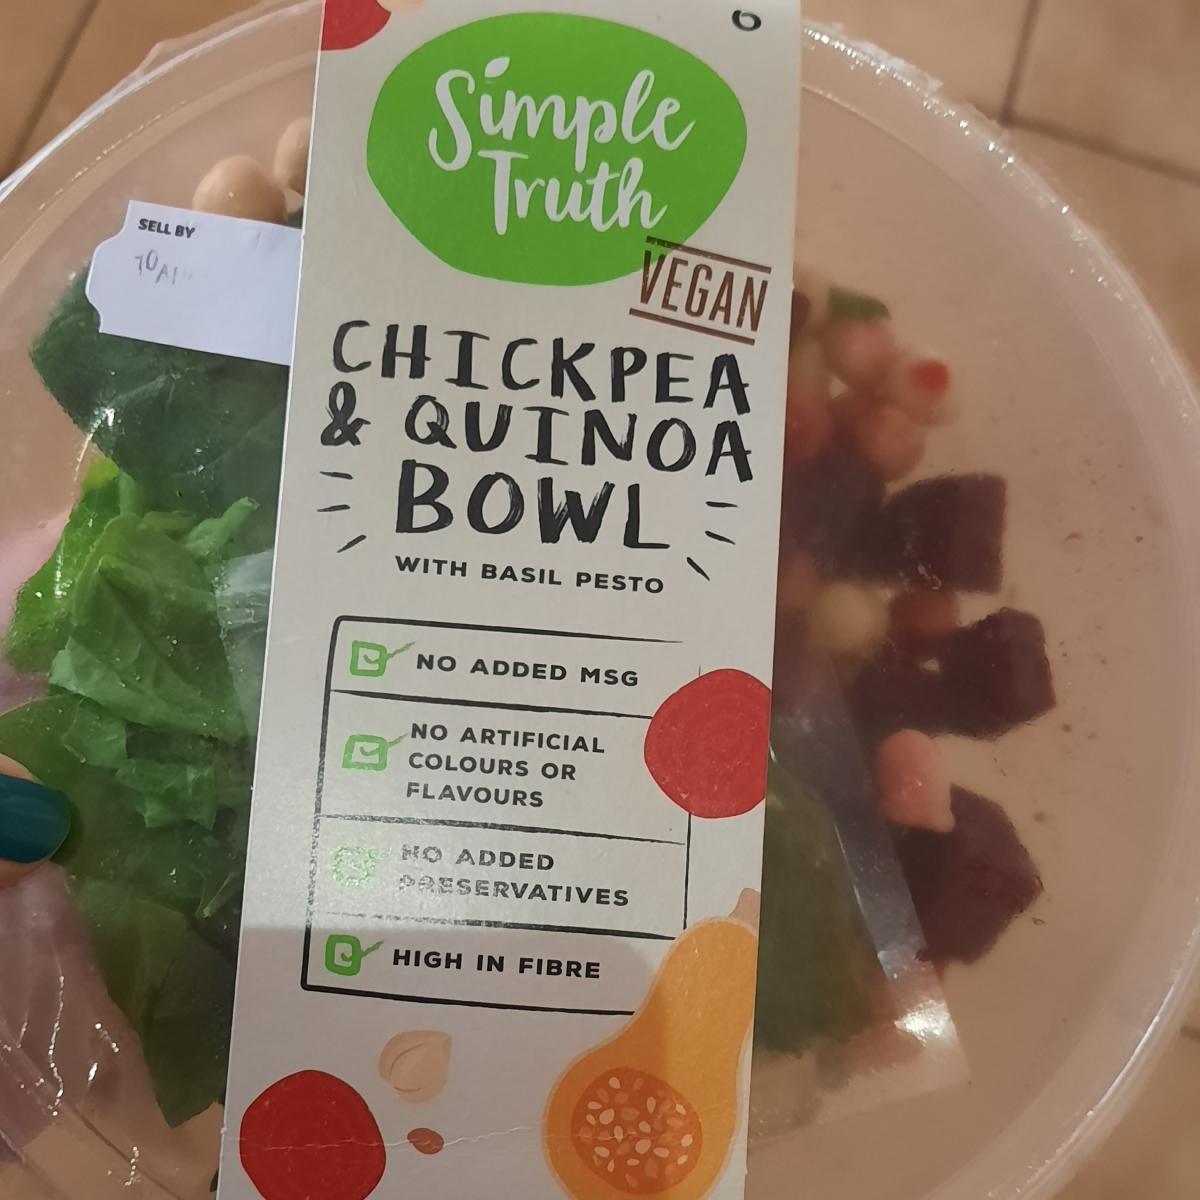 Simple
Truth
VEGAN
SELL BY
CHICKPEA
& QUINOA
BOWL
WITH BASIL PESTO
NO ADDED MSG
NO ARTIFICIAL
COLOURS OR
FLAVOURS
NO ADDED
PRESERVATIVES
HIGH IN FIBRE